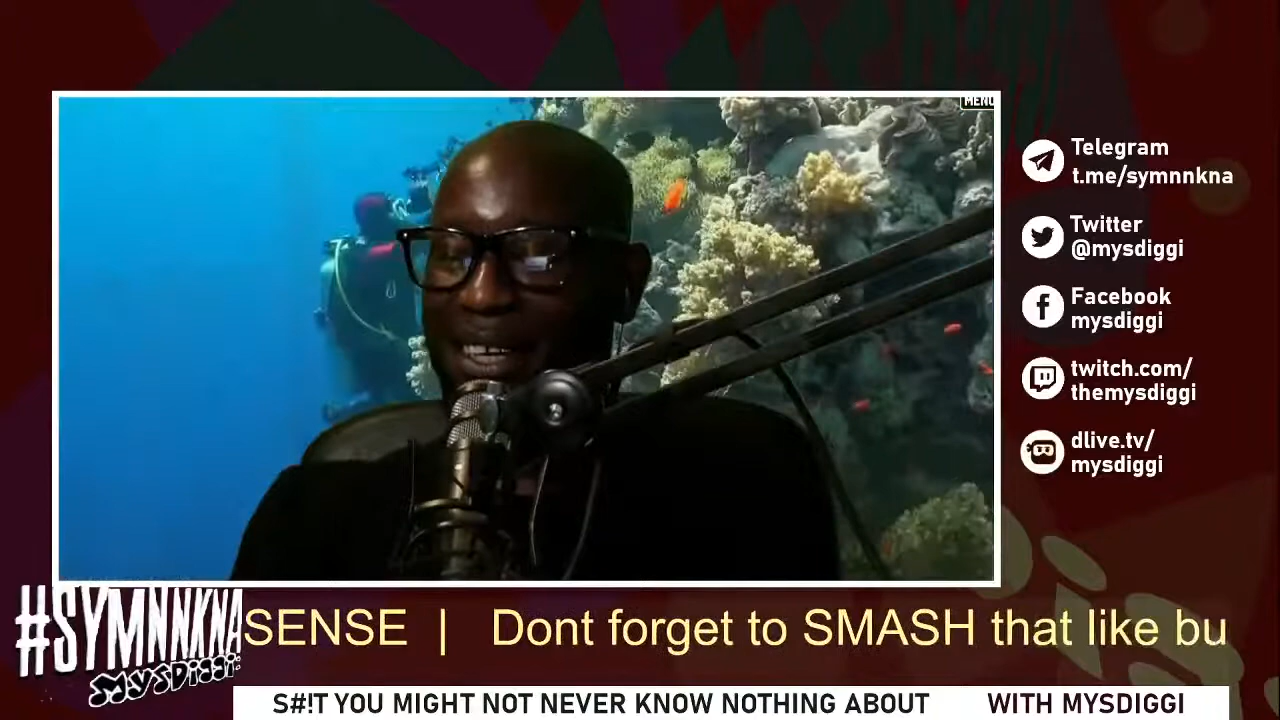 MENU
Telegram
t.me/symnnkna
Twitter
@mysdiggi
Facebook
mysdiggi
twitch.com/
themysdiggi
dlive.tv/
mysdiggi
#SYMNNKNA
MYSDIGGI:
SENSE | Dont forget to SMASH that like bu
S#!T YOU MIGHT NOT NEVER KNOW NOTHING ABOUT WITH MYSDIGGI